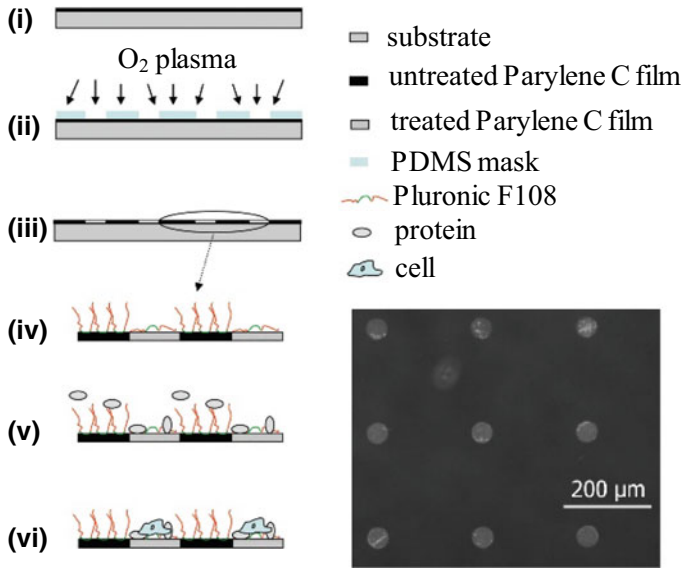 (i)
O₂ plasma
(ii)
(iii)
(iv)
(v)
(vi)
substrate
untreated Parylene C film
treated Parylene C film
PDMS mask
Pluronic F108
protein
cell
200 µm